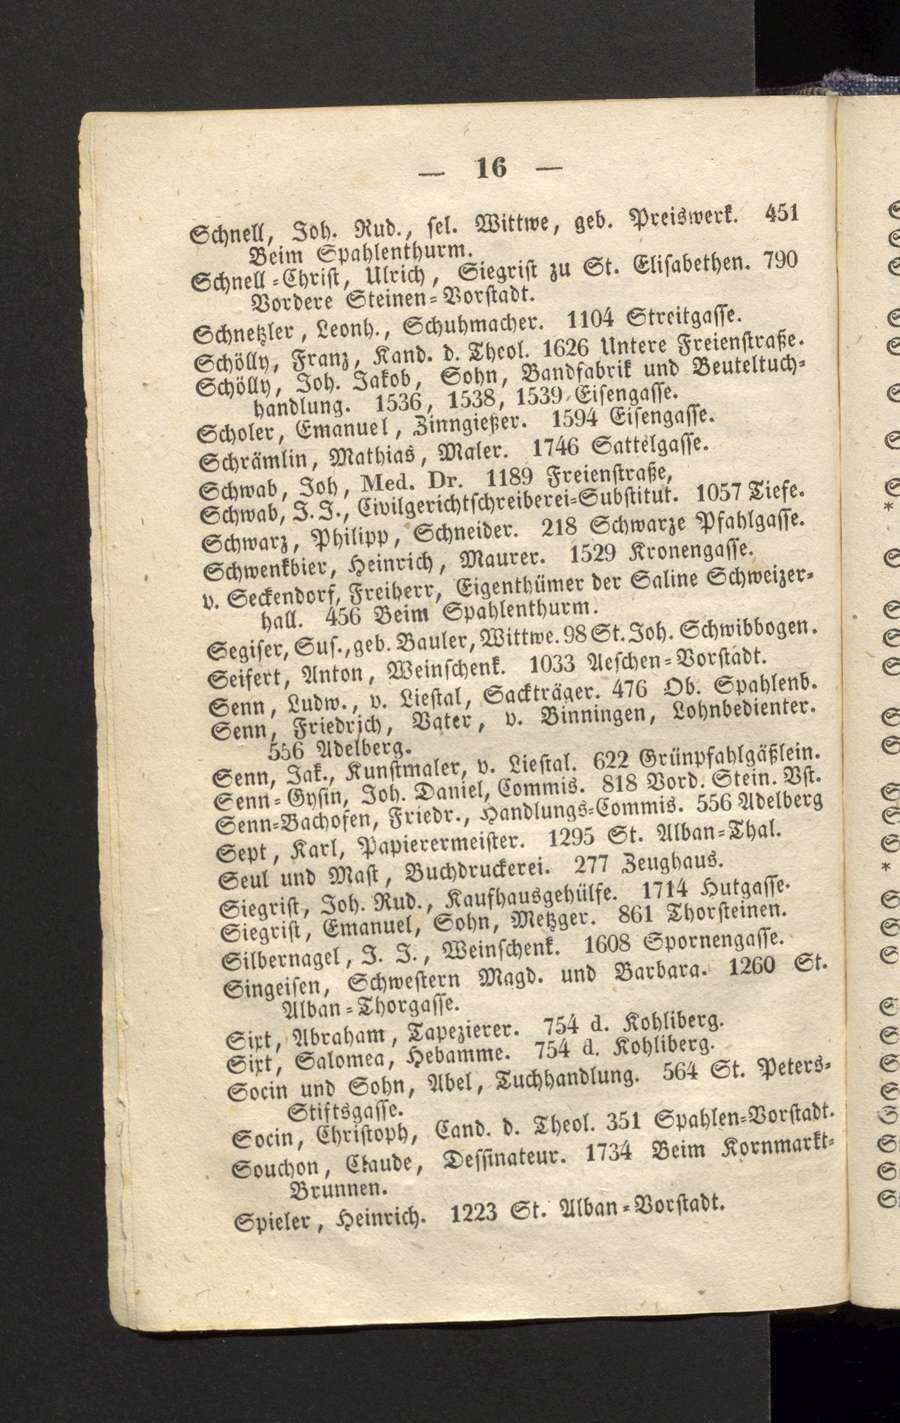 — 16 —
Schnell, Joh. Rud., sel. Wittwe, geb. Preiswerk. 451
Beim Spahlenthurm.
Schnell-Christ, Ulrich, Siegrist zu St. Elisabethen. 790
Vordere Steinen-Vorstadt.
Schnetzler, Leonh., Schuhmacher. 1104 Streitgasse.
Schölly, Franz, Kand. d. Theol. 1626 Untere Freienstraße.
Schölly, Joh. Jakob, Sohn, Bandfabrik und Beuteltuch-
handlung. 1536, 1538, 1539 Eisengasse.
Scholer, Emanuel, Zinngießer. 1594 Eisengasse.
Schrämlin, Mathias, Maler. 1746 Sattelgasse.
Schwab, Joh, Med. Dr. 1189 Freienstraße,
Schwab, J. J., Civilgerichtschreiberei-Substitut. 1057 Tiefe.
Schwarz, Philipp, Schneider. 218 Schwarze Pfahlgasse.
Schwenkbier, Heinrich, Maurer. 1529 Kronengasse.
v. Seckendorf, Freiherr, Eigenthümer der Saline Schweizer-
hall. 456 Beim Spahlenthurm.
Segiser, Sus., geb. Bauler, Wittwe. 98 St. Joh. Schwibbogen.
Seifert, Anton, Weinschenk. 1033 Aeschen-Vorstadt.
Senn, Ludw., v. Liestal, Sackträger. 476 Ob. Spahlenb.
Senn, Friedrich, Vater, v. Binningen, Lohnbedienter.
556 Adelberg.
Senn, Jak., Kunstmaler, v. Liestal. 622 Grünpfahlgäßlein.
Senn-Gysin, Joh. Daniel, Commis. 818 Vord. Stein. Vst.
Senn-Bachofen, Friedr., Handlungs-Commis. 556 Adelberg
Sept, Karl, Papierermeister. 1295 St. Alban-Thal.
Seul und Mast, Buchdruckerei. 277 Zeughaus.
Siegrist, Joh. Rud., Kaufhausgehülfe. 1714 Hutgasse.
Siegrist, Emanuel, Sohn, Metzger. 861 Thorsteinen.
Silbernagel, J. J., Weinschenk. 1608 Spornengasse.
Singeisen, Schwestern Magd. und Barbara. 1260 St.
Alban-Thorgasse.
Sixt, Abraham, Tapezierer. 754 d. Kohliberg.
Sixt, Salomea, Hebamme. 754 d. Kohliberg.
Socin und Sohn, Abel, Tuchhandlung. 564 St. Peters-
Stiftsgasse.
Socin, Christoph, Cand. d. Theol. 351 Spahlen-Vorstadt.
Souchon, Claude, Dessinateur. 1734 Beim Kornmarkt-
Brunnen.
Spieler, Heinrich. 1223 St. Alban-Vorstadt.